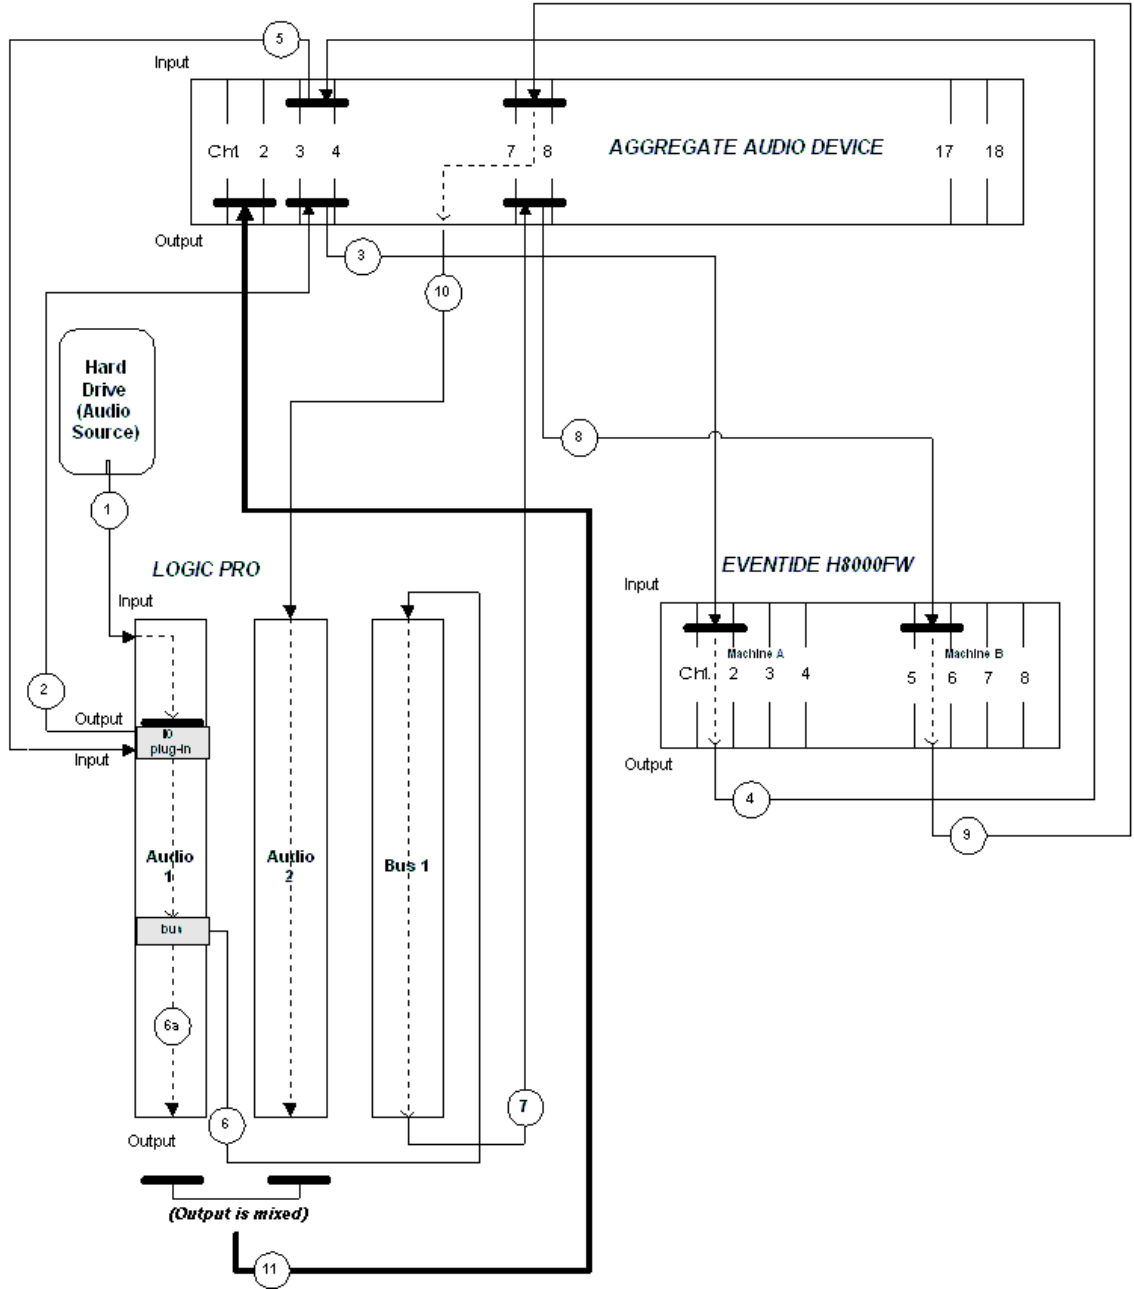 5
Input
Ch1 2 3 4 7 8 AGGREGATE AUDIO DEVICE 17 18
Output
3
10
Hard
Drive
(Audio
Source)
8
1
LOGIC PRO
EVENTIDE H8000FW
Input
Input
Machine A
Machine B
Ch1. 2 3 4 5 6 7 8
2
Output
IO
plug-in
Input
Output
4
9
Audio
1
Audio
2
Bus 1
bus
6a
7
6
Output
(Output is mixed)
11